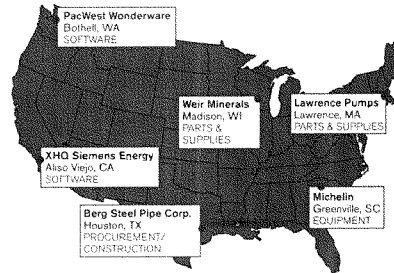 PacWest Wonderware
Bothell, WA
SOFTWARE
Weir Minerals
Madison, WI
PARTS &
SUPPLIES
Lawrence Pumps
Lawrence, MA
PARTS & SUPPLIES
XHQ Siemens Energy
Aliso Viejo, CA
SOFTWARE
Michelin
Greenville, SC
EQUIPMENT
Berg Steel Pipe Corp.
Houston, TX
PROCUREMENT/
CONSTRUCTION